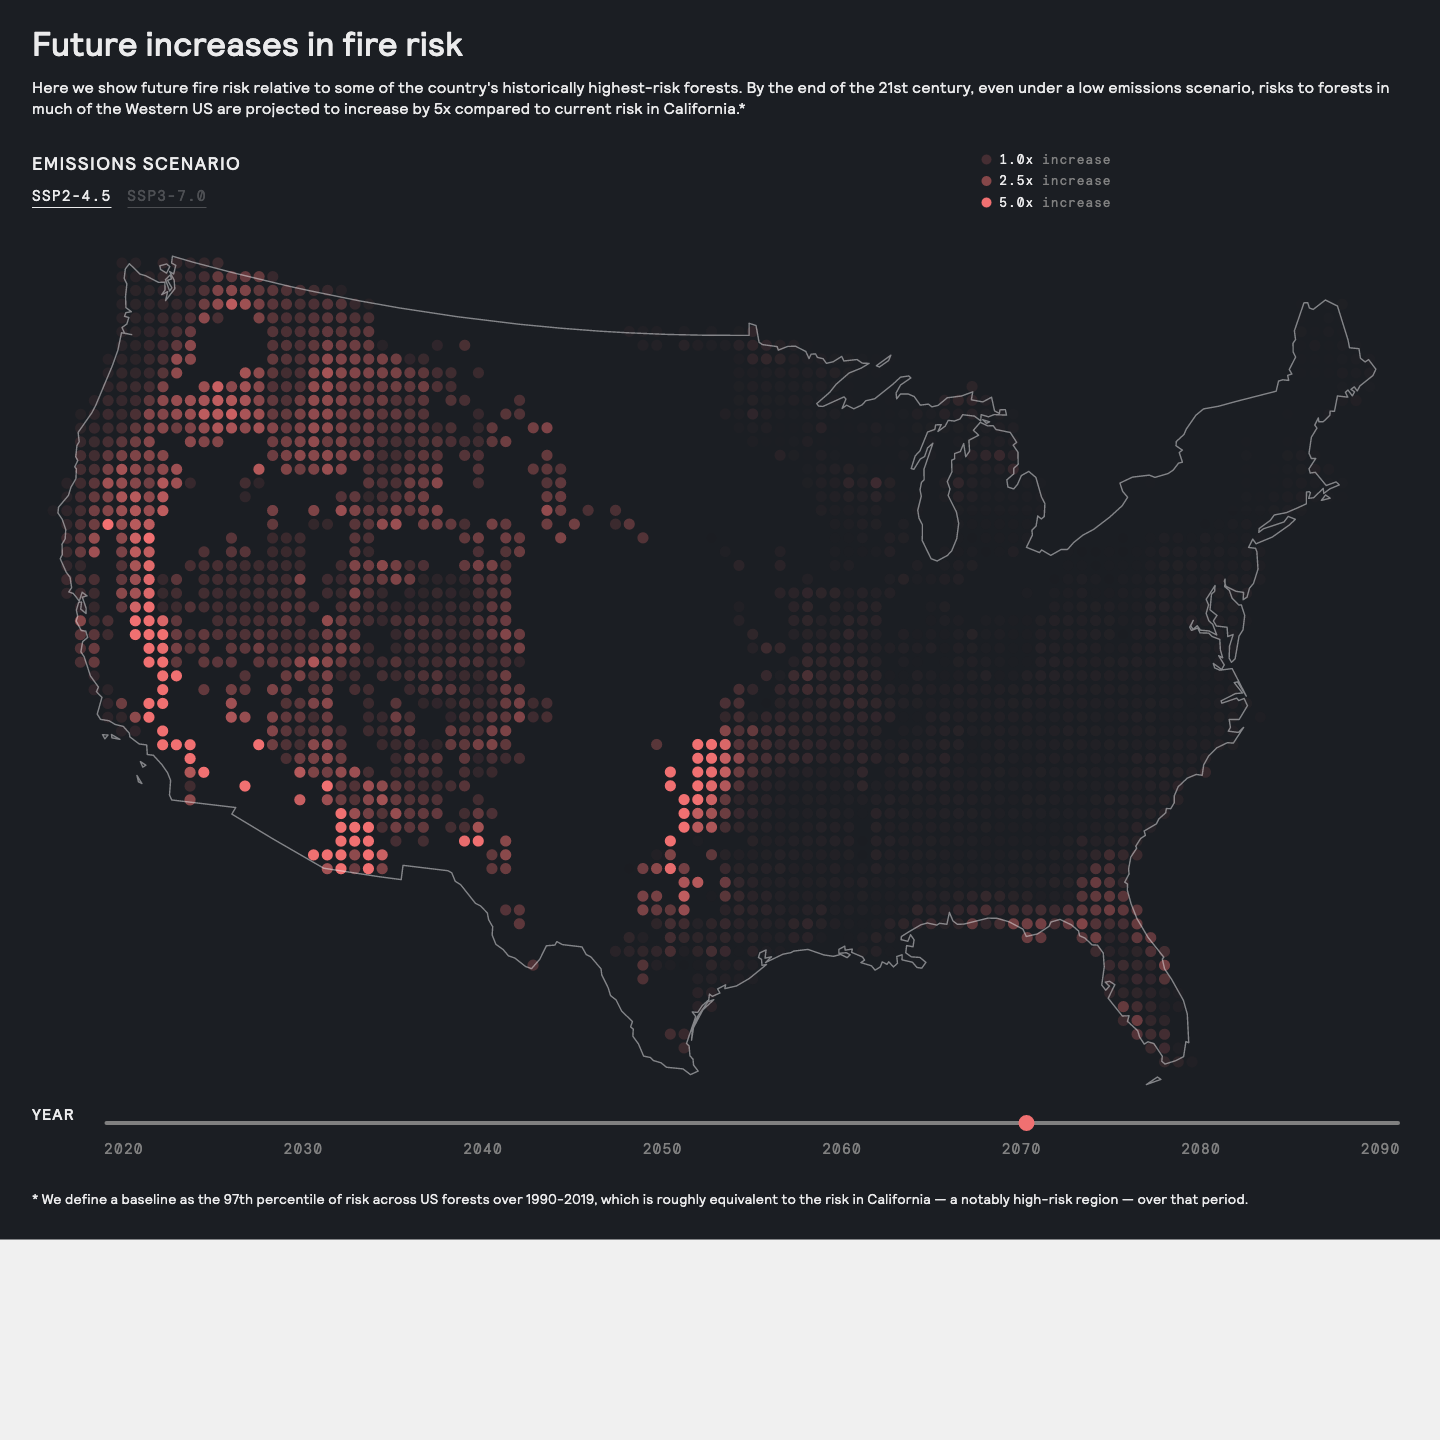 Future increases in fire risk
Here we show future fire risk relative to some of the country's historically highest-risk forests. By the end of the 21st century, even under a low emissions scenario, risks to forests in
much of the Western US are projected to increase by 5x compared to current risk in California.*
EMISSIONS SCENARIO
SSP2-4.5 SSP3-7.0
1.0x increase
2.5x increase
5.0x increase
YEAR
2020 2030 2040 2050 2060 2070 2080 2090
* We define a baseline as the 97th percentile of risk across US forests over 1990-2019, which is roughly equivalent to the risk in California — a notably high-risk region — over that period.